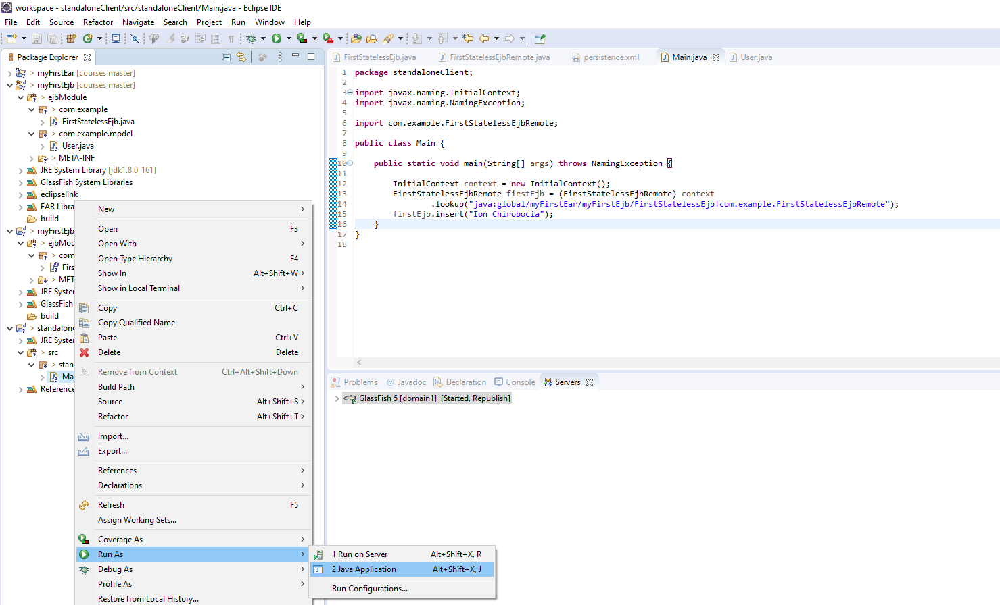 workspace - standaloneClient/src/standaloneClient/Main.java - Eclipse IDE
File Edit Source Refactor Navigate Search Project Run Window Help
Package Explorer
> myFirstEar [courses master]
> myFirstEjb [courses master]
> ejbModule
> com.example
FirstStatelessEjb.java
> com.example.model
User.java
> META-INF
JRE System Library [jdk1.8.0_161]
GlassFish System Libraries
eclipselink
EAR Libra
build
> myFirstEjb
> ejbMod
> com
Firs
> MET
JRE Syster
GlassFish
build
> standalone
JRE Syster
> src
> stan
Ma
Reference
New
Open F3
Open With
Open Type Hierarchy F4
Show In Alt+Shift+W
Show in Local Terminal
Copy Ctrl+C
Copy Qualified Name
Paste Ctrl+V
Delete Delete
Remove from Context Ctrl+Alt+Shift+Down
Build Path
Source Alt+Shift+S
Refactor Alt+Shift+T
Import...
Export...
References
Declarations
Refresh F5
Assign Working Sets...
Coverage As
Run As
Debug As
Profile As
Restore from Local History...
1 Run on Server Alt+Shift+X, R
2 Java Application Alt+Shift+X, J
Run Configurations...
FirstStatelessEjb.java FirstStatelessEjbRemote.java persistence.xml Main.java User.java
1 package standaloneClient;
2
3 import javax.naming.InitialContext;
4 import javax.naming.NamingException;
5
6 import com.example.FirstStatelessEjbRemote;
7
8 public class Main {
9
10 public static void main(String[] args) throws NamingException {
11
12 InitialContext context = new InitialContext();
13 FirstStatelessEjbRemote firstEjb = (FirstStatelessEjbRemote) context
14 .lookup("java:global/myFirstEar/myFirstEjb/FirstStatelessEjb!com.example.FirstStatelessEjbRemote");
15 firstEjb.insert("Ion Chirobocia");
16 }
17 }
18
Problems @ Javadoc Declaration Console Servers
GlassFish 5 [domain1] [Started, Republish]